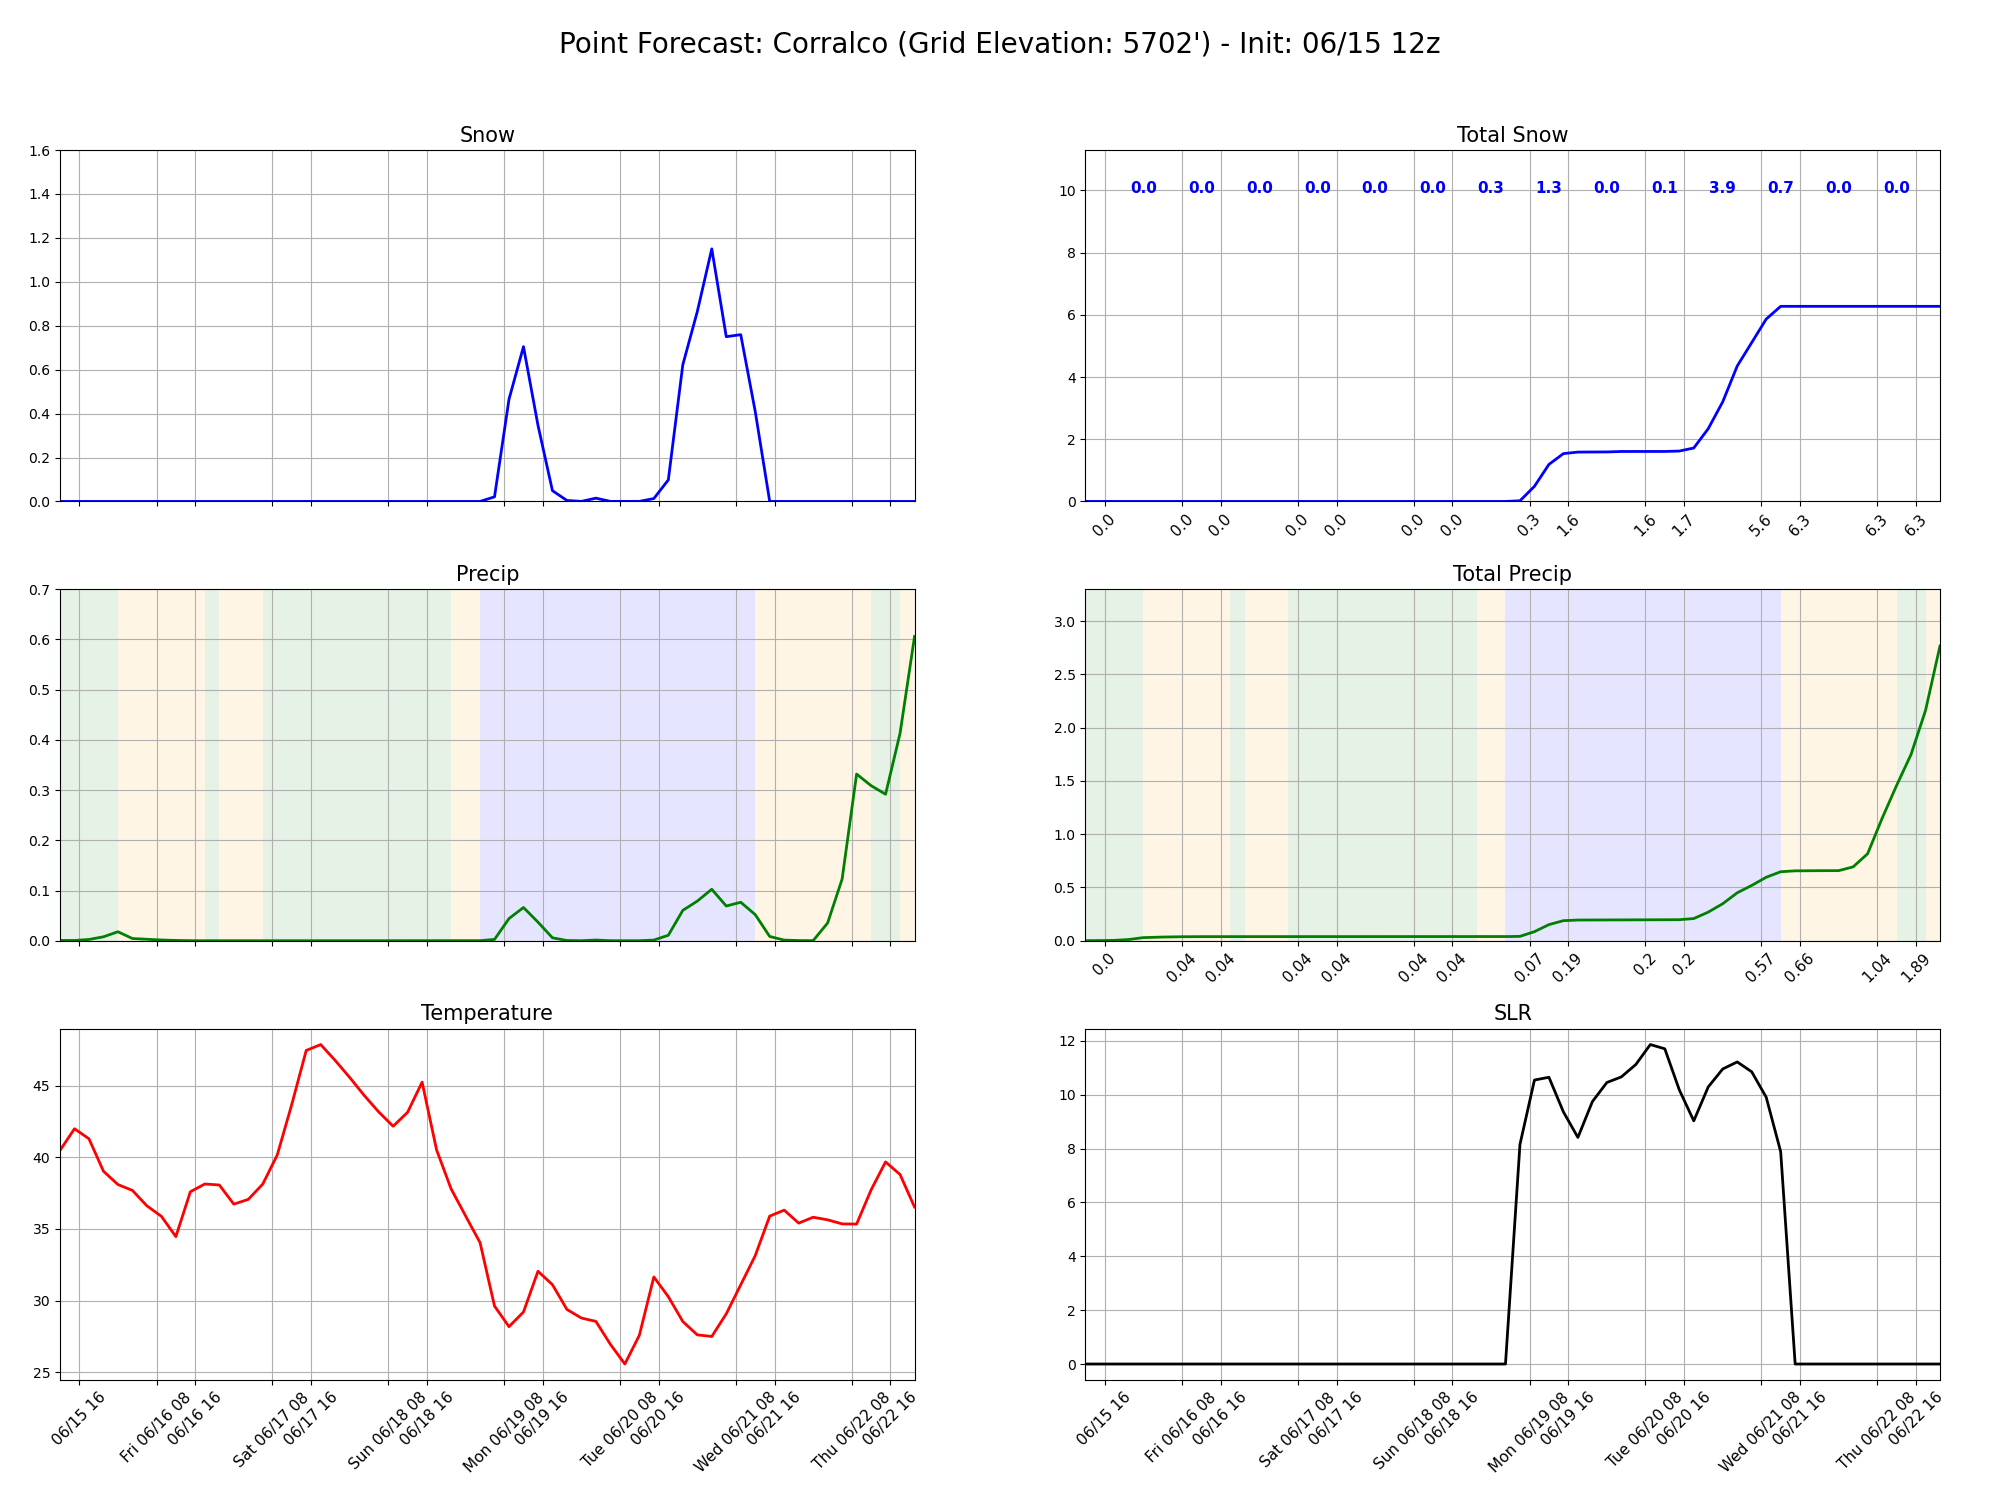 Point Forecast: Corralco (Grid Elevation: 5702') - Init: 06/15 12z
Snow
1.6
1.4
1.2
1.0
0.8
0.6
0.4
0.2
0.0
Total Snow
10
8
6
4
2
0
0.0 0.0 0.0 0.0 0.0 0.0 0.3 1.3 0.0 0.1 3.9 0.7 0.0 0.0
0.0 0.0 0.0 0.0 0.0 0.0 0.0 0.3 1.6 1.6 1.7 5.6 6.3 6.3 6.3
Precip
0.7
0.6
0.5
0.4
0.3
0.2
0.1
0.0
Total Precip
3.0
2.5
2.0
1.5
1.0
0.5
0.0
0.0 0.04 0.04 0.04 0.04 0.04 0.04 0.07 0.19 0.2 0.2 0.57 0.66 1.04 1.89
Temperature
45
40
35
30
25
06/15 16
Fri 06/16 08
06/16 16
Sat 06/17 08
06/17 16
Sun 06/18 08
06/18 16
Mon 06/19 08
06/19 16
Tue 06/20 08
06/20 16
Wed 06/21 08
06/21 16
Thu 06/22 08
06/22 16
SLR
12
10
8
6
4
2
0
06/15 16
Fri 06/16 08
06/16 16
Sat 06/17 08
06/17 16
Sun 06/18 08
06/18 16
Mon 06/19 08
06/19 16
Tue 06/20 08
06/20 16
Wed 06/21 08
06/21 16
Thu 06/22 08
06/22 16